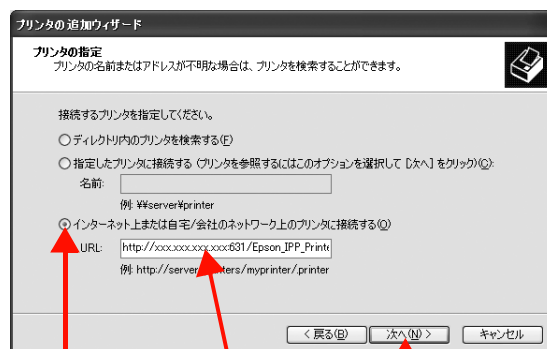 プリンタの追加ウィザード
プリンタの指定
プリンタの名前またはアドレスが不明な場合は、プリンタを検索することができます。
接続するプリンタを指定してください。
ディレクトリ内のプリンタを検索する(F)
指定したプリンタに接続する (プリンタを参照するにはこのオプションを選択して [次へ] をクリック)(C):
名前:
例: ¥¥server¥printer
インターネット上または自宅/会社のネットワーク上のプリンタに接続する(O)
URL: http://xxx.xxx.xxx.xxx:631/Epson_IPP_Printe
例: http://server
ters/myprinter/.printer
< 戻る(B) 次へ(N) > キャンセル